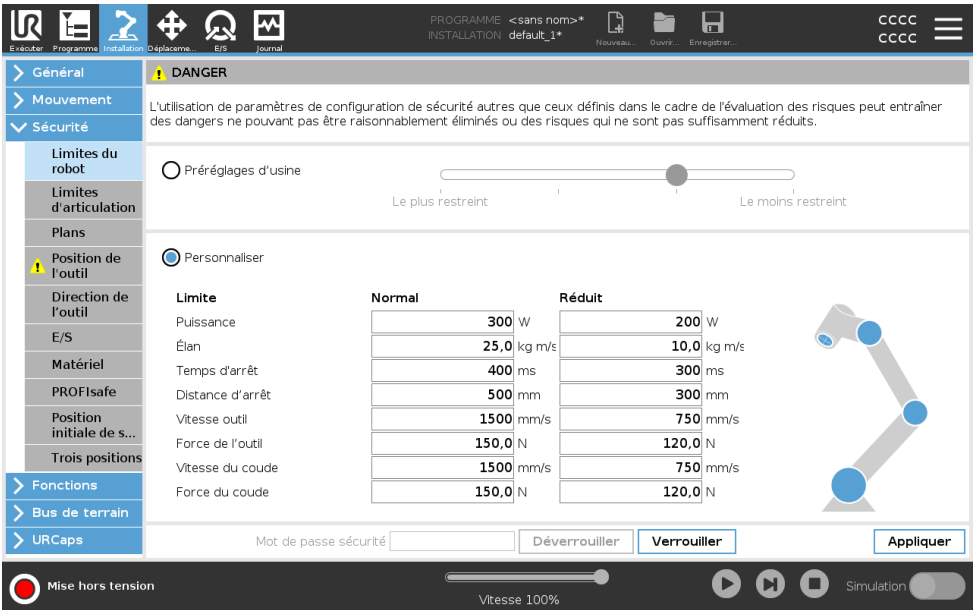 PROGRAMME <sans nom>*
INSTALLATION default_1*
CCCC
CCCC
Exécuter Programme Installation Déplaceme... E/S Journal Nouveau... Ouvrir... Enregistrer...
Général
Mouvement
Sécurité
Limites du
robot
Limites
d'articulation
Plans
Position de
l'outil
Direction de
l'outil
E/S
Matériel
PROFIsafe
Position
initiale de s...
Trois positions
Fonctions
Bus de terrain
URCaps
DANGER
L'utilisation de paramètres de configuration de sécurité autres que ceux définis dans le cadre de l'évaluation des risques peut entraîner
des dangers ne pouvant pas être raisonnablement éliminés ou des risques qui ne sont pas suffisamment réduits.
Préréglages d'usine
Le plus restreint Le moins restreint
Personnaliser
Limite Normal Réduit
Puissance 300 W 200 W
Élan 25,0 kg m/s 10,0 kg m/s
Temps d'arrêt 400 ms 300 ms
Distance d'arrêt 500 mm 300 mm
Vitesse outil 1500 mm/s 750 mm/s
Force de l'outil 150,0 N 120,0 N
Vitesse du coude 1500 mm/s 750 mm/s
Force du coude 150,0 N 120,0 N
Mot de passe sécurité Déverrouiller Verrouiller Appliquer
Mise hors tension
Vitesse 100%
Simulation